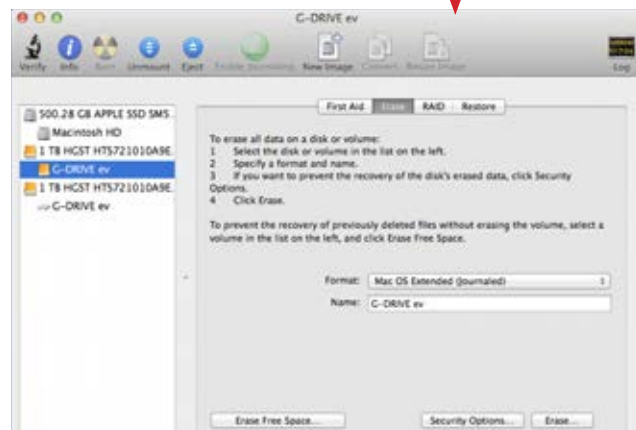 G-DRIVE ev
Verify Info Burn Unmount Eject Enable Journaling New Image Convert Resize Image Log
500.28 GB APPLE SSD SM5
Macintosh HD
1 TB HGST HTS721010A9E
G-DRIVE ev
1 TB HGST HTS721010A9E
G-DRIVE ev
First Aid Erase RAID Restore
To erase all data on a disk or volume:
1 Select the disk or volume in the list on the left.
2 Specify a format and name.
3 If you want to prevent the recovery of the disk's erased data, click Security
Options.
4 Click Erase.
To prevent the recovery of previously deleted files without erasing the volume, select a
volume in the list on the left, and click Erase Free Space.
Format: Mac OS Extended (Journaled)
Name: G-DRIVE ev
Erase Free Space... Security Options... Erase...